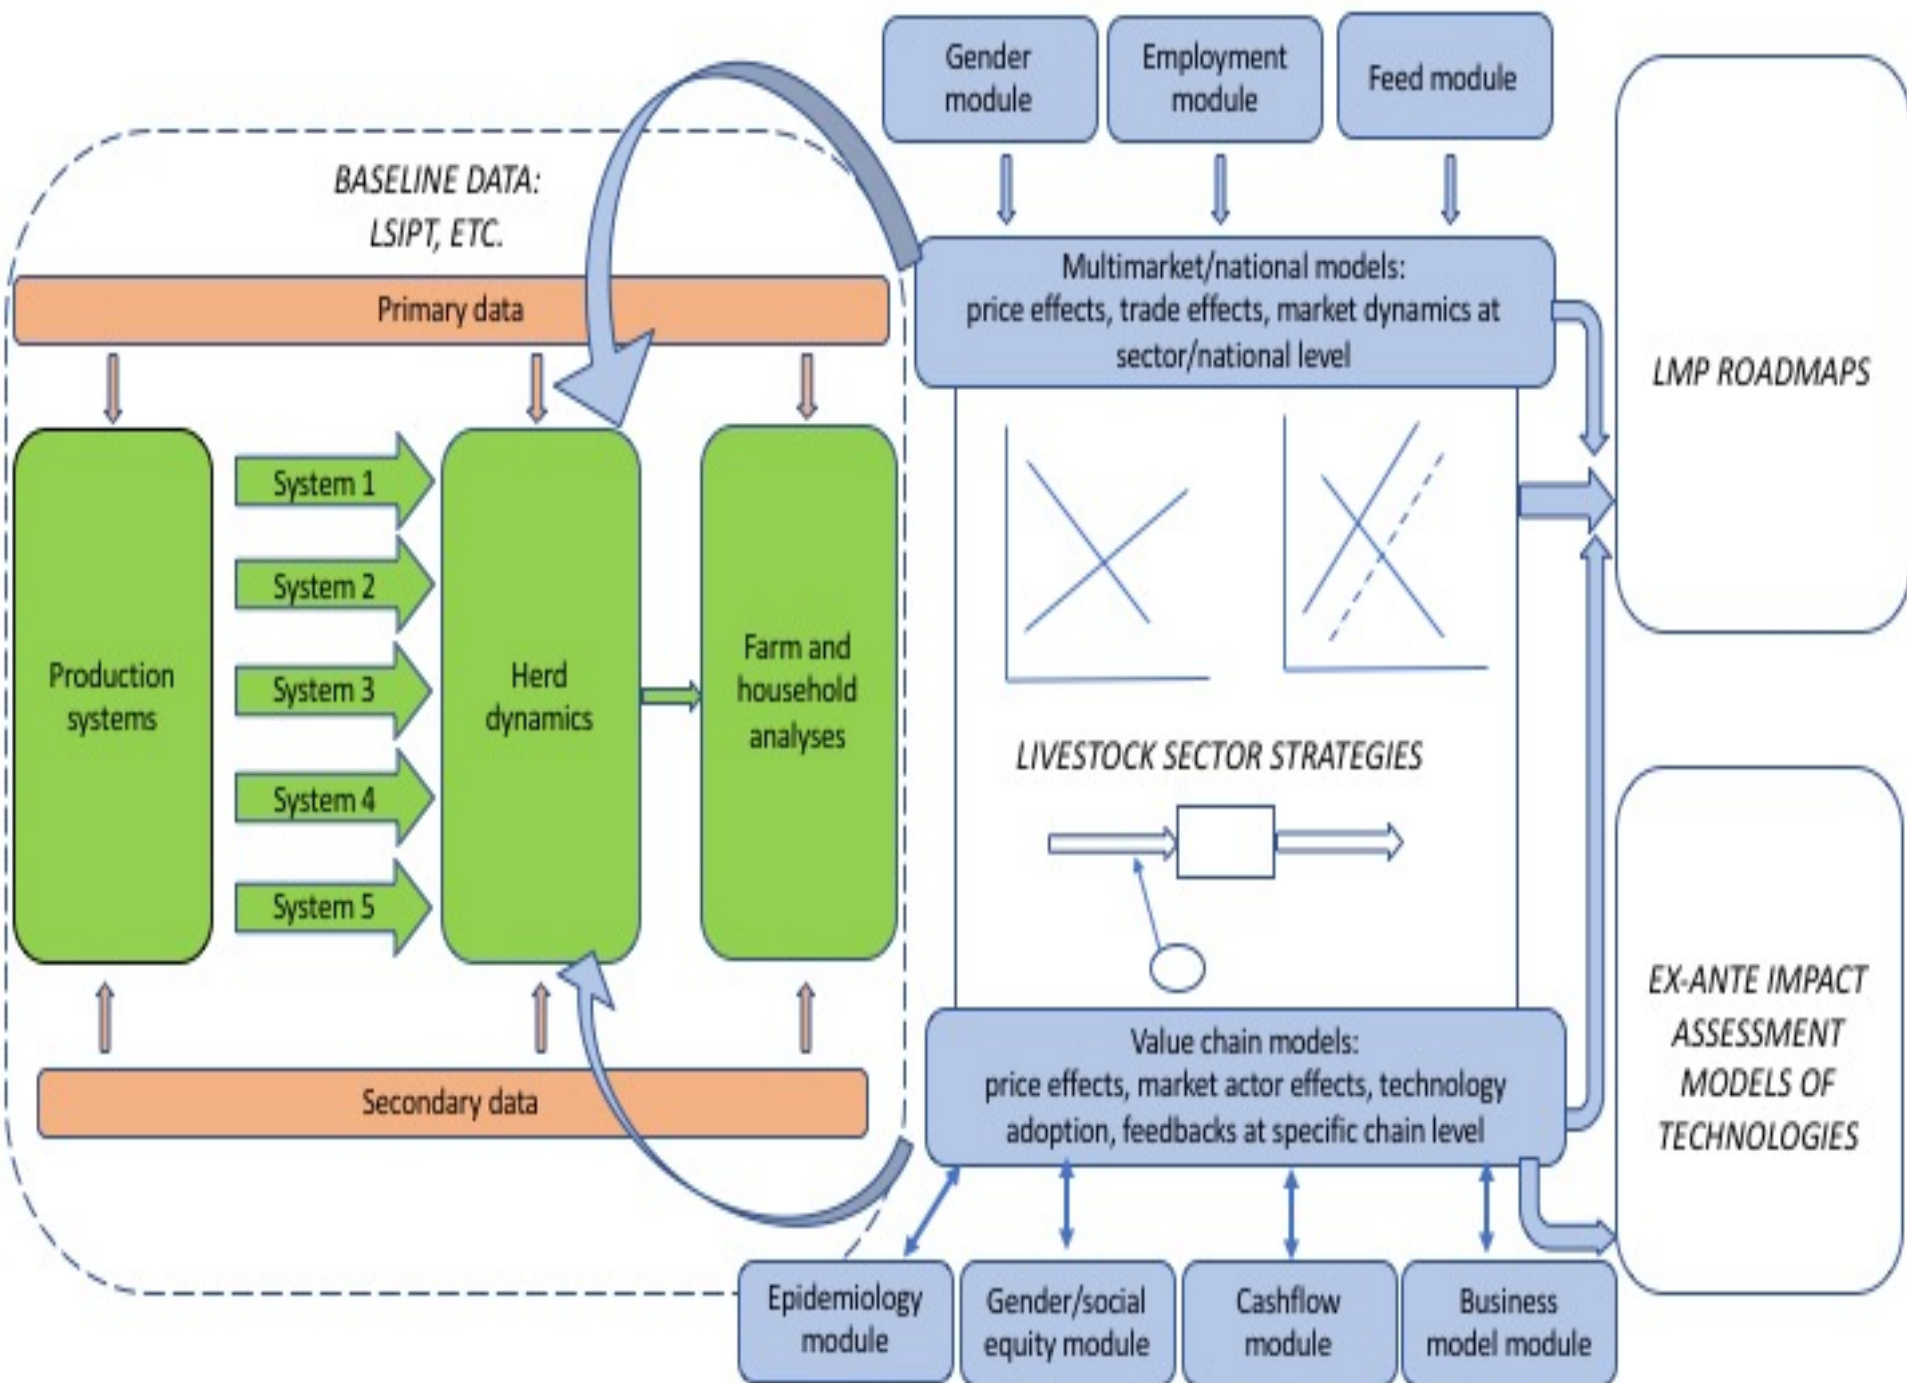 Gender
module
Employment
module
Feed module
BASELINE DATA:
LSIPT, ETC.
Primary data
Multimarket/national models:
price effects, trade effects, market dynamics at
sector/national level
LMP ROADMAPS
Production
systems
System 1
System 2
System 3
System 4
System 5
Herd
dynamics
Farm and
household
analyses
LIVESTOCK SECTOR STRATEGIES
Secondary data
Value chain models:
price effects, market actor effects, technology
adoption, feedbacks at specific chain level
EX-ANTE IMPACT
ASSESSMENT
MODELS OF
TECHNOLOGIES
Epidemiology
module
Gender/social
equity module
Cashflow
module
Business
model module